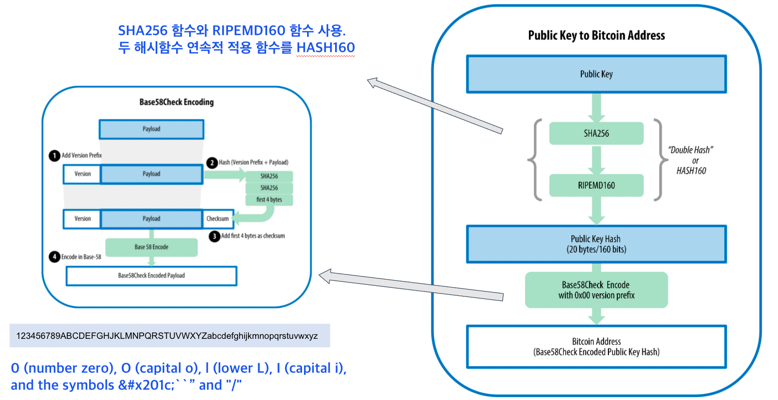 SHA256 함수와 RIPEMD160 함수 사용.
두 해시함수 연속적 적용 함수를 HASH160
Base58Check Encoding
Payload
1 Add Version Prefix
Version Payload
2 Hash (Version Prefix + Payload)
SHA256
SHA256
first 4 bytes
Version Payload Checksum
3 Add first 4 bytes as checksum
Base 58 Encode
4 Encode in Base-58
Base58Check Encoded Payload
123456789ABCDEFGHJKLMNPQRSTUVWXYZabcdefghijkmnopqrstuvwxyz
0 (number zero), O (capital o), l (lower L), I (capital i),
and the symbols &#x201c;``” and "/"
Public Key to Bitcoin Address
Public Key
SHA256
RIPEMD160
“Double Hash”
or
HASH160
Public Key Hash
(20 bytes/160 bits)
Base58Check Encode
with 0x00 version prefix
Bitcoin Address
(Base58Check Encoded Public Key Hash)